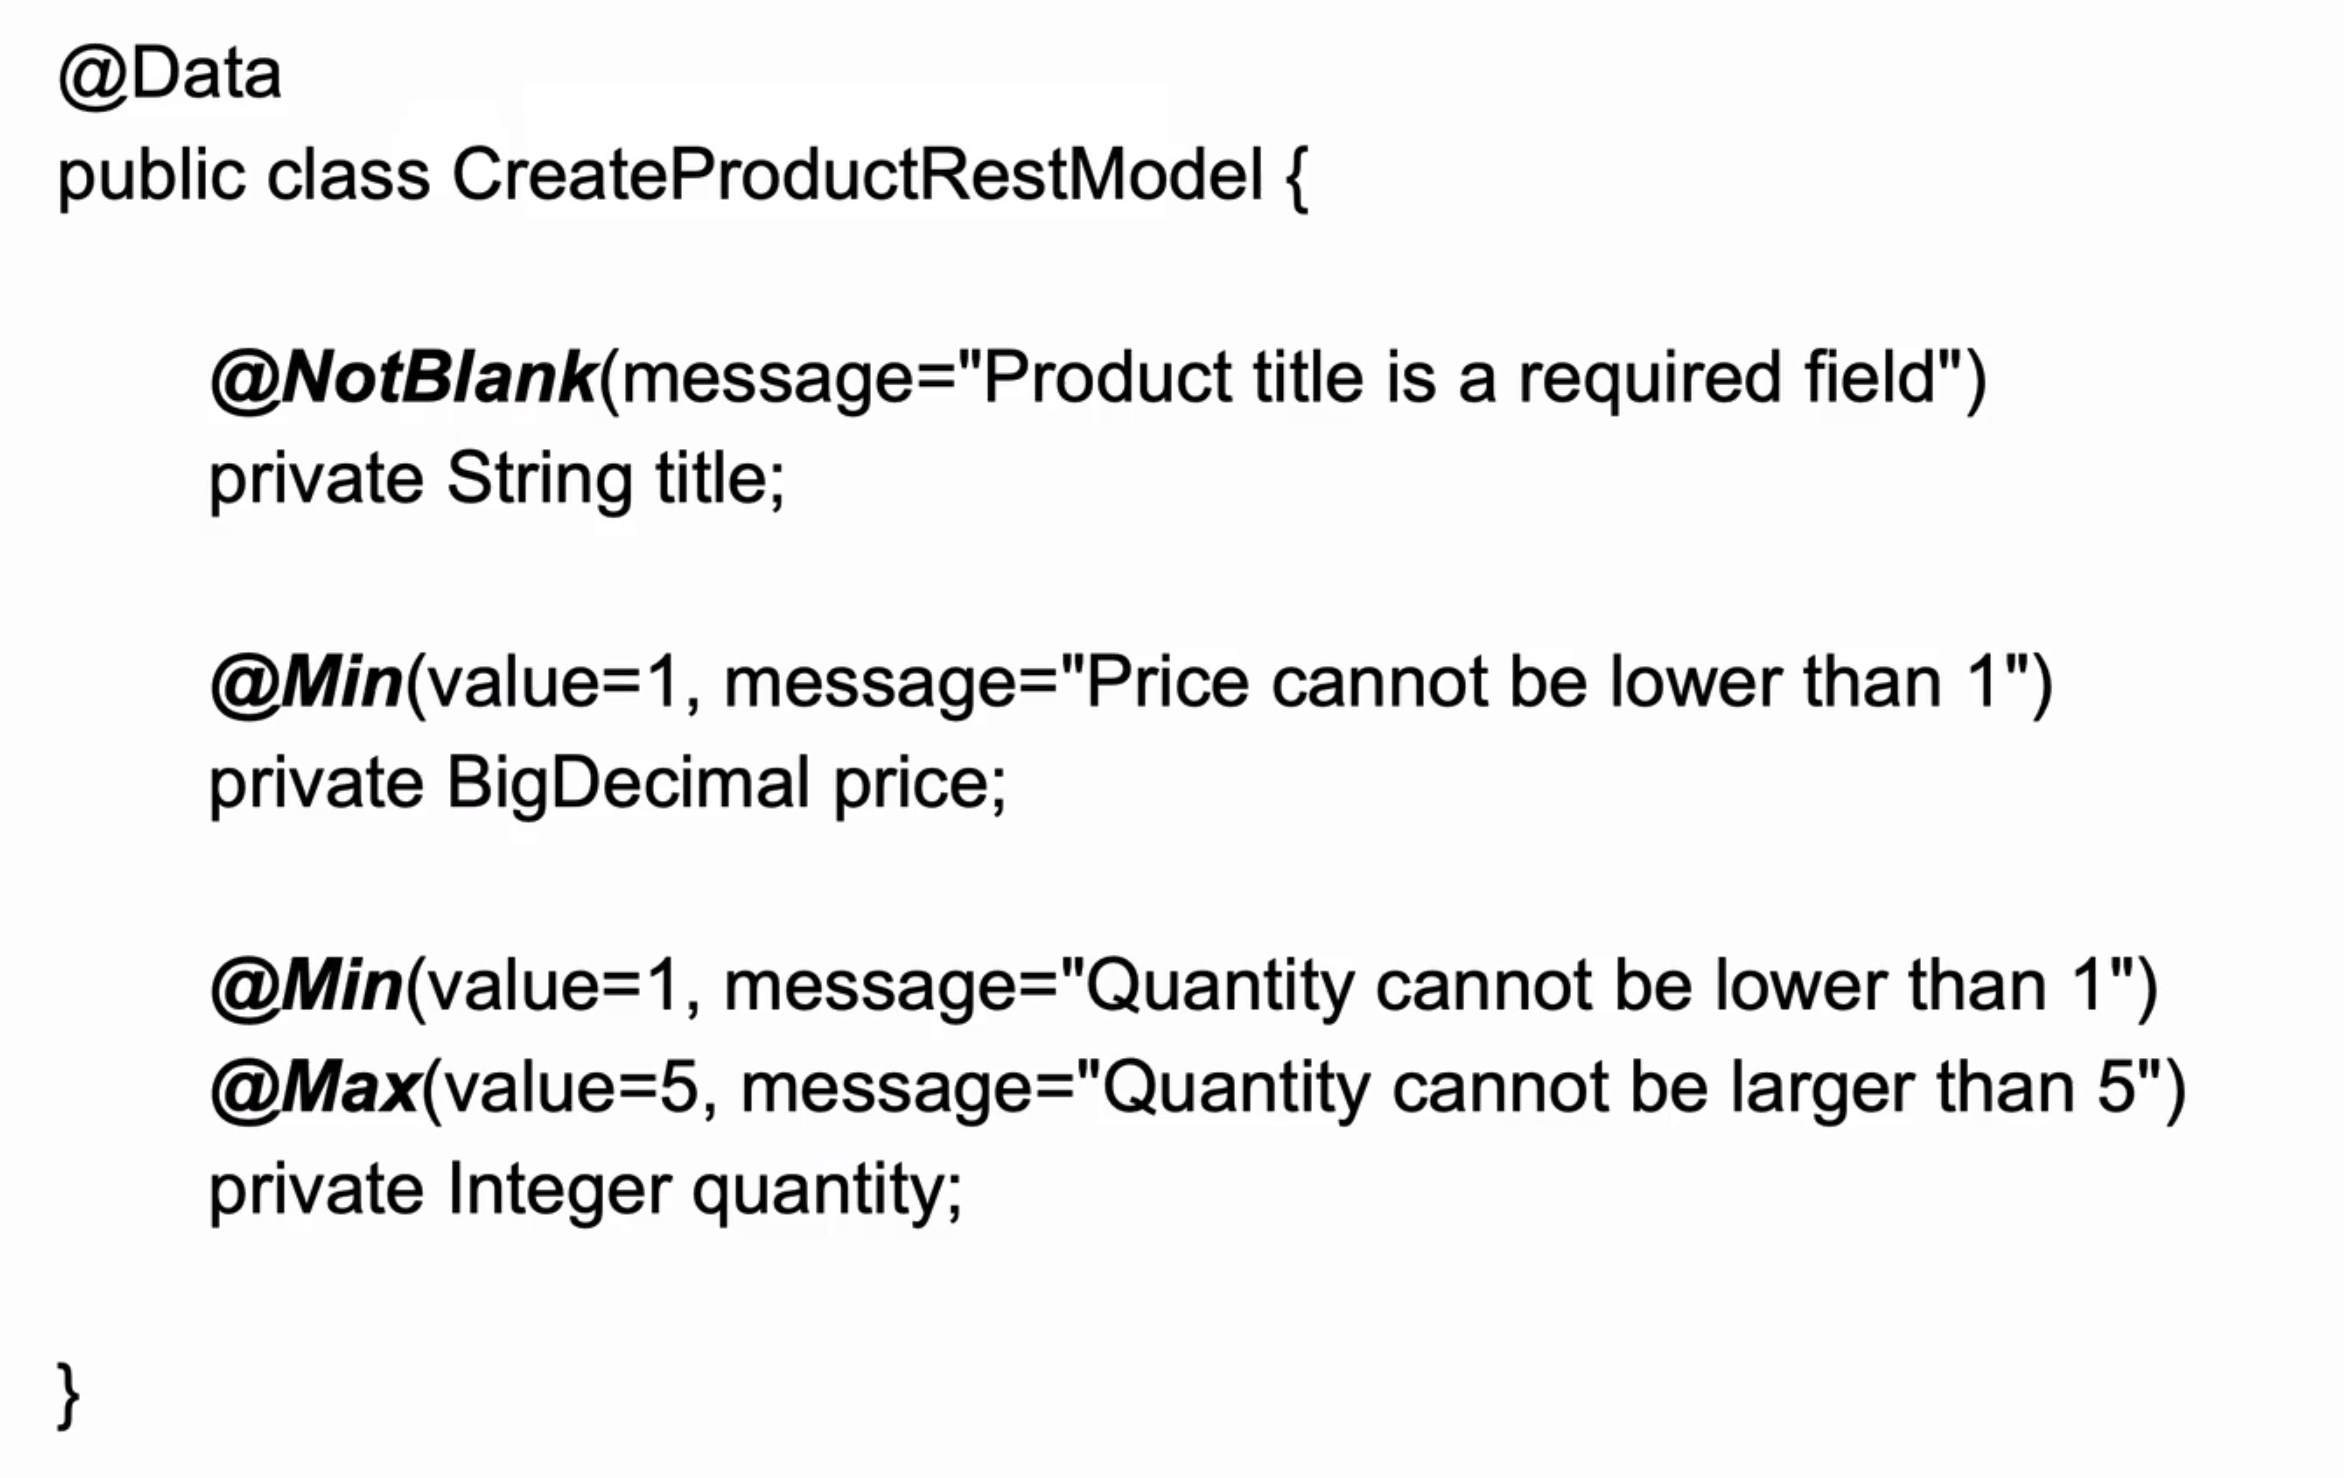 @Data
public class CreateProductRestModel {
@NotBlank(message="Product title is a required field")
private String title;
@Min(value=1, message="Price cannot be lower than 1")
private BigDecimal price;
@Min(value=1, message="Quantity cannot be lower than 1")
@Max(value=5, message="Quantity cannot be larger than 5")
private Integer quantity;
}